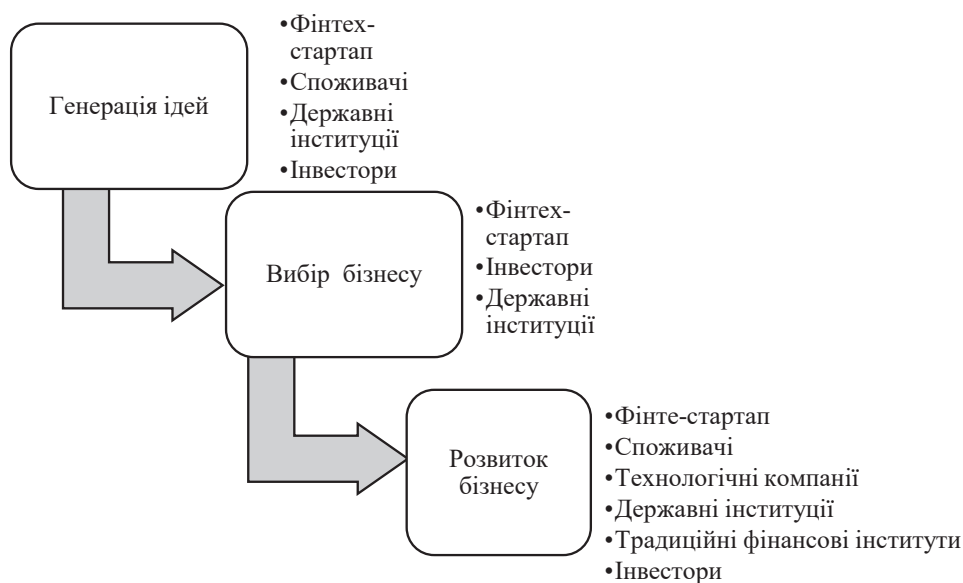 Генерація ідей
•Фінтех-
стартап
•Споживачі
•Державні
інституції
•Інвестори
Вибір бізнесу
•Фінтех-
стартап
•Інвестори
•Державні
інституції
Розвиток
бізнесу
•Фінте-стартап
•Споживачі
•Технологічні компанії
•Державні інституції
•Традиційні фінансові інститути
•Інвестори